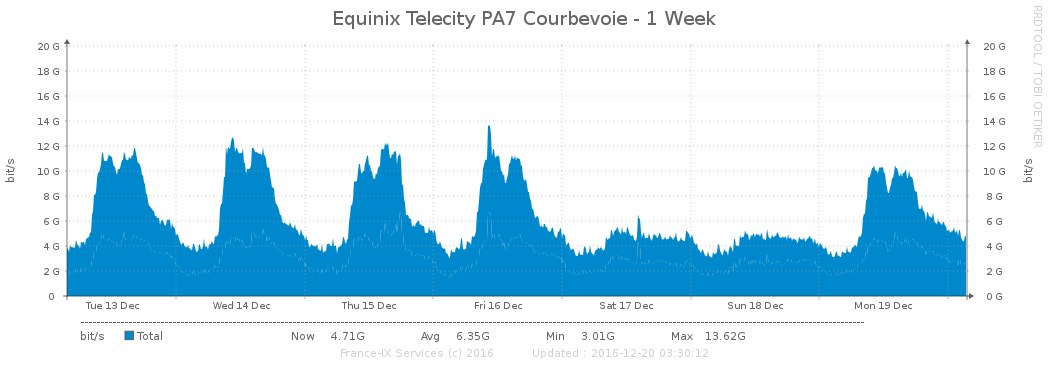 Equinix Telecity PA7 Courbevoie - 1 Week
RRDTOOL / TOBI OETIKER
bit/s
20 G
18 G
16 G
14 G
12 G
10 G
8 G
6 G
4 G
2 G
0
20 G
18 G
16 G
14 G
12 G
10 G
8 G
6 G
4 G
2 G
0 G
bit/s
Tue 13 Dec Wed 14 Dec Thu 15 Dec Fri 16 Dec Sat 17 Dec Sun 18 Dec Mon 19 Dec
bit/s Total Now 4.71G Avg 6.35G Min 3.01G Max 13.62G
France-IX Services (c) 2016 Updated : 2016-12-20 03:30:12